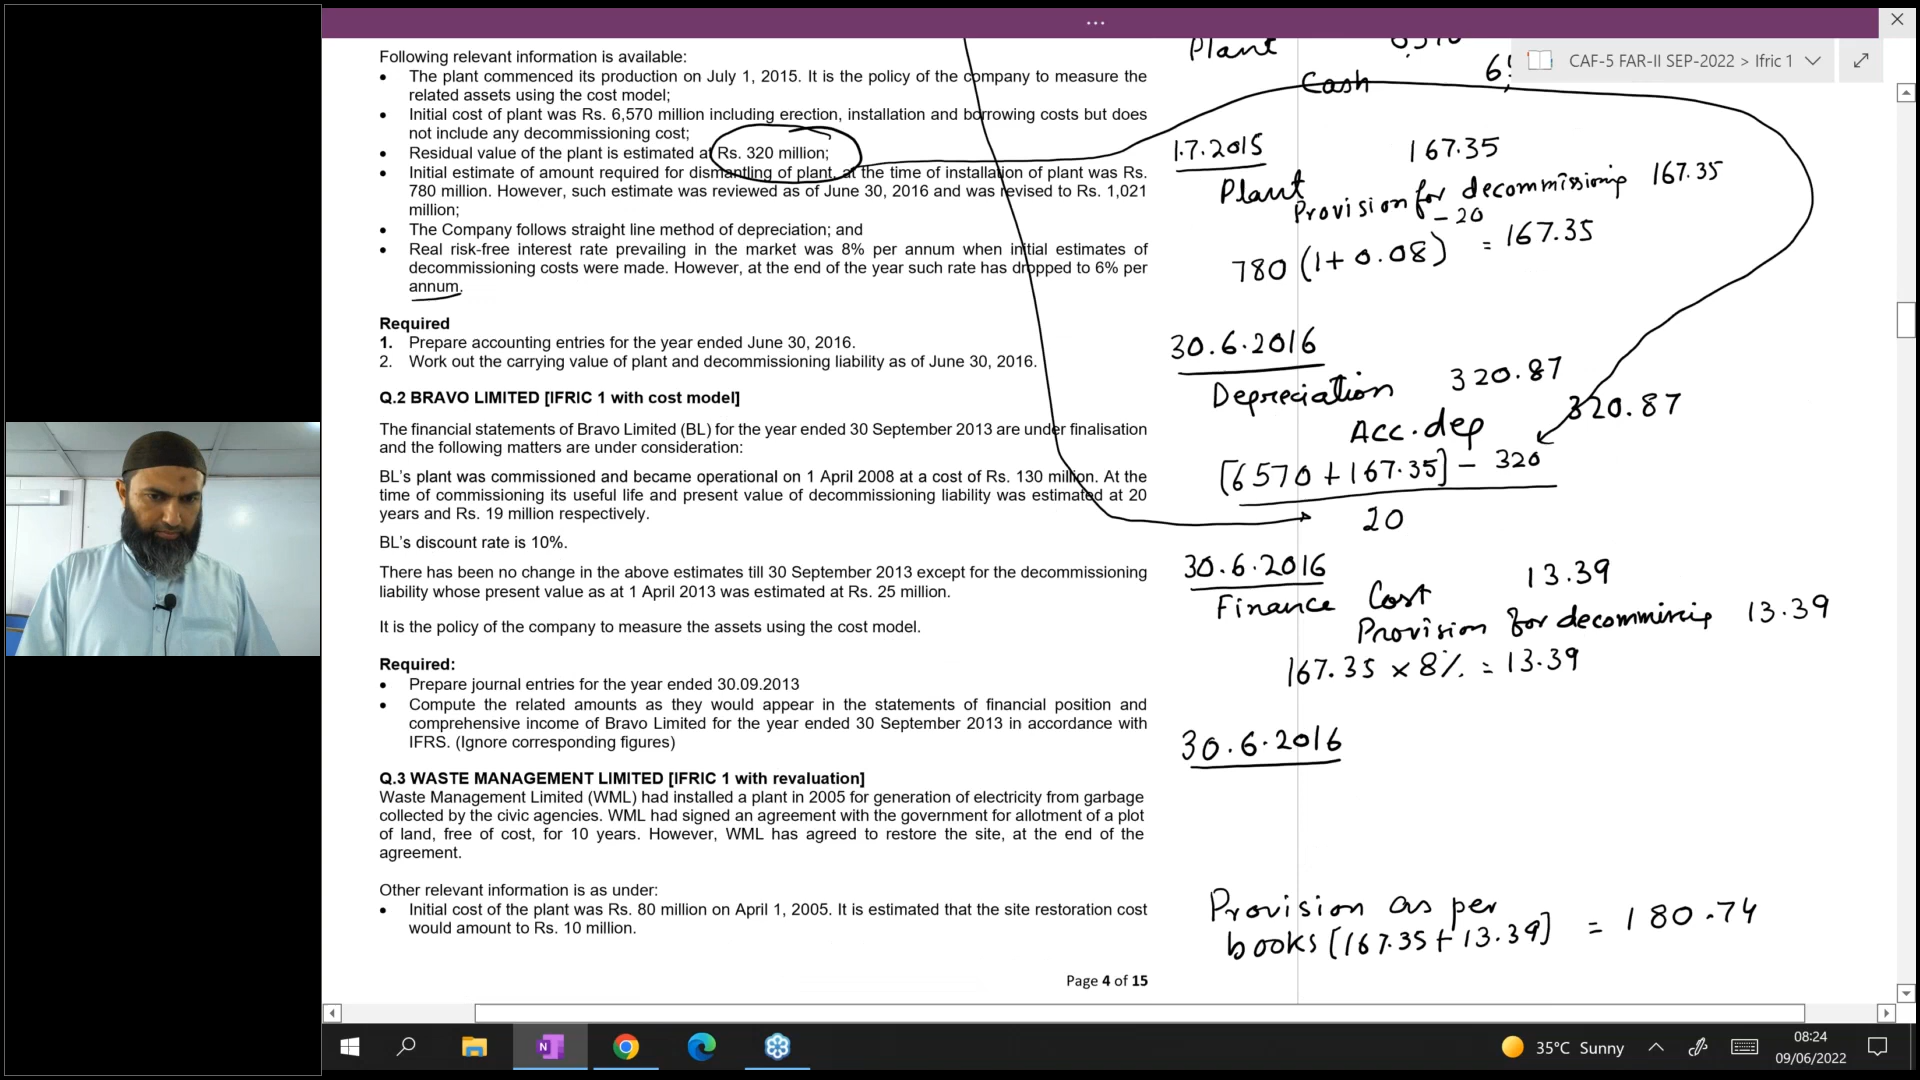 ...
CAF-5 FAR-II SEP-2022 > Ifric 1
Following relevant information is available:
• The plant commenced its production on July 1, 2015. It is the policy of the company to measure the
related assets using the cost model;
• Initial cost of plant was Rs. 6,570 million including erection, installation and borrowing costs but does
not include any decommissioning cost;
• Residual value of the plant is estimated at Rs. 320 million;
• Initial estimate of amount required for dismantling of plant, at the time of installation of plant was Rs.
780 million. However, such estimate was reviewed as of June 30, 2016 and was revised to Rs. 1,021
million;
• The Company follows straight line method of depreciation; and
• Real risk-free interest rate prevailing in the market was 8% per annum when initial estimates of
decommissioning costs were made. However, at the end of the year such rate has dropped to 6% per
annum.
Required
1. Prepare accounting entries for the year ended June 30, 2016.
2. Work out the carrying value of plant and decommissioning liability as of June 30, 2016.
Q.2 BRAVO LIMITED [IFRIC 1 with cost model]
The financial statements of Bravo Limited (BL) for the year ended 30 September 2013 are under finalisation
and the following matters are under consideration:
BL's plant was commissioned and became operational on 1 April 2008 at a cost of Rs. 130 million. At the
time of commissioning its useful life and present value of decommissioning liability was estimated at 20
years and Rs. 19 million respectively.
BL's discount rate is 10%.
There has been no change in the above estimates till 30 September 2013 except for the decommissioning
liability whose present value as at 1 April 2013 was estimated at Rs. 25 million.
It is the policy of the company to measure the assets using the cost model.
Required:
• Prepare journal entries for the year ended 30.09.2013
• Compute the related amounts as they would appear in the statements of financial position and
comprehensive income of Bravo Limited for the year ended 30 September 2013 in accordance with
IFRS. (Ignore corresponding figures)
Q.3 WASTE MANAGEMENT LIMITED [IFRIC 1 with revaluation]
Waste Management Limited (WML) had installed a plant in 2005 for generation of electricity from garbage
collected by the civic agencies. WML had signed an agreement with the government for allotment of a plot
of land, free of cost, for 10 years. However, WML has agreed to restore the site, at the end of the
agreement.
Other relevant information is as under:
• Initial cost of the plant was Rs. 80 million on April 1, 2005. It is estimated that the site restoration cost
would amount to Rs. 10 million.
Page 4 of 15
Plant
Cash
1.7.2015 167.35
Plant
Provision for decommissioning 167.35
780 (1+0.08) -20 = 167.35
30.6.2016
Depreciation 320.87
Acc.dep 320.87
[6570 + 167.35] - 320
20
30.6.2016
Finance Cost 13.39
Provision for decommissing 13.39
167.35 × 8% = 13.39
30.6.2016
Provision as per
books [167.35 + 13.39] = 180.74
35°C Sunny
08:24
09/06/2022